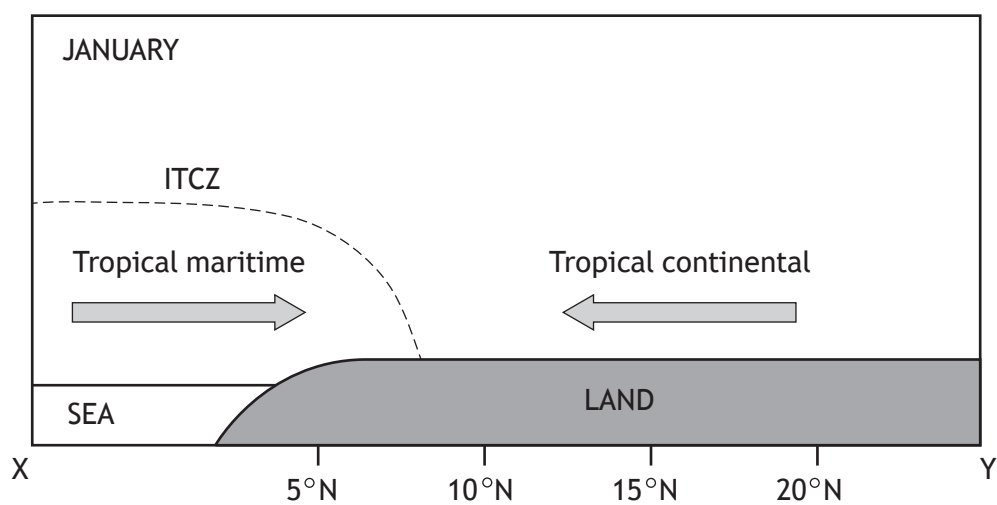 JANUARY
ITCZ
Tropical maritime
Tropical continental
LAND
SEA
X
Y
5°N
10°N
15°N
20°N